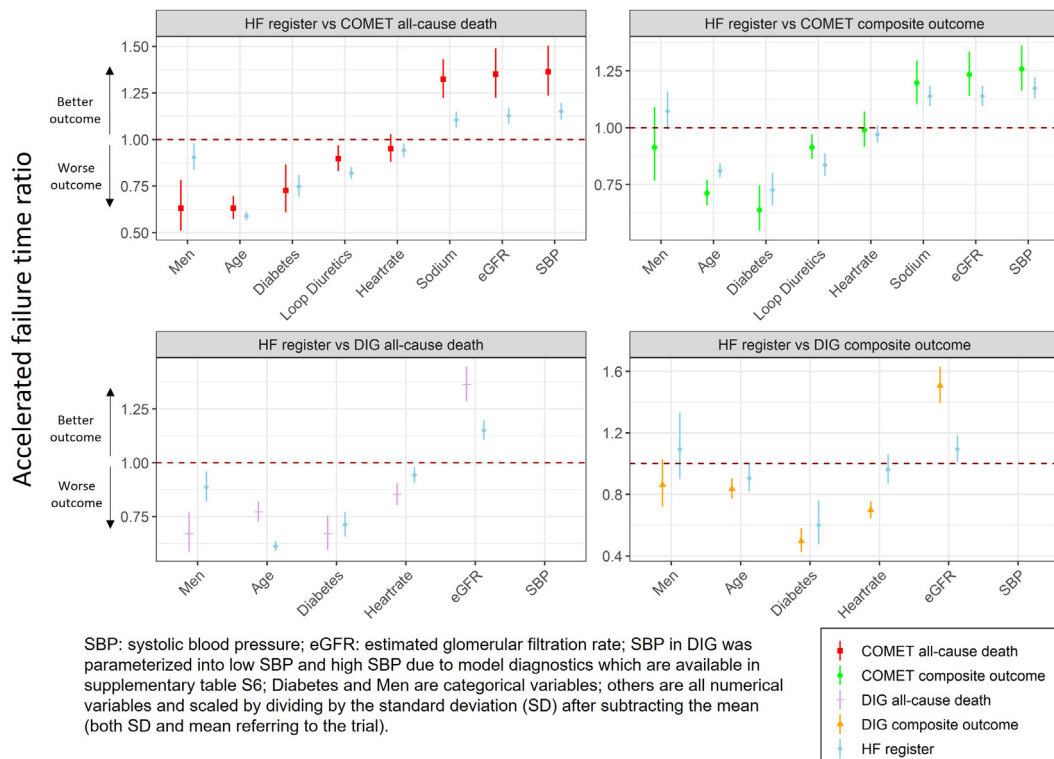 HF register vs COMET all-cause death
HF register vs COMET composite outcome
Accelerated failure time ratio
Better
outcome
Worse
outcome
1.50
1.25
1.00
0.75
0.50
Men
Age
Diabetes
Loop Diuretics
Heartrate
Sodium
eGFR
SBP
1.25
1.00
0.75
Men
Age
Diabetes
Loop Diuretics
Heartrate
Sodium
eGFR
SBP
HF register vs DIG all-cause death
HF register vs DIG composite outcome
Better
outcome
Worse
outcome
1.25
1.00
0.75
Men
Age
Diabetes
Heartrate
eGFR
SBP
1.6
1.2
0.8
0.4
Men
Age
Diabetes
Heartrate
eGFR
SBP
SBP: systolic blood pressure; eGFR: estimated glomerular filtration rate; SBP in DIG was
parameterized into low SBP and high SBP due to model diagnostics which are available in
supplementary table S6; Diabetes and Men are categorical variables; others are all numerical
variables and scaled by dividing by the standard deviation (SD) after subtracting the mean
(both SD and mean referring to the trial).
COMET all-cause death
COMET composite outcome
DIG all-cause death
DIG composite outcome
HF register